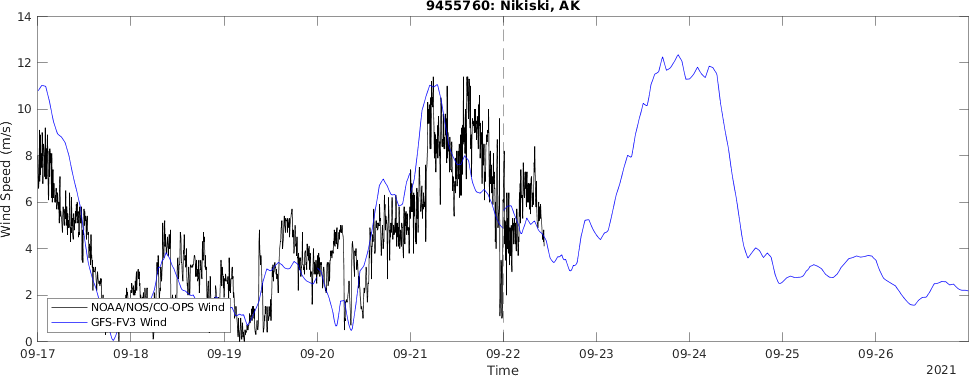 9455760: Nikiski, AK
14
12
10
8
6
4
2
0
Wind Speed (m/s)
NOAA/NOS/CO-OPS Wind
GFS-FV3 Wind
09-17 09-18 09-19 09-20 09-21 09-22 09-23 09-24 09-25 09-26
Time
2021